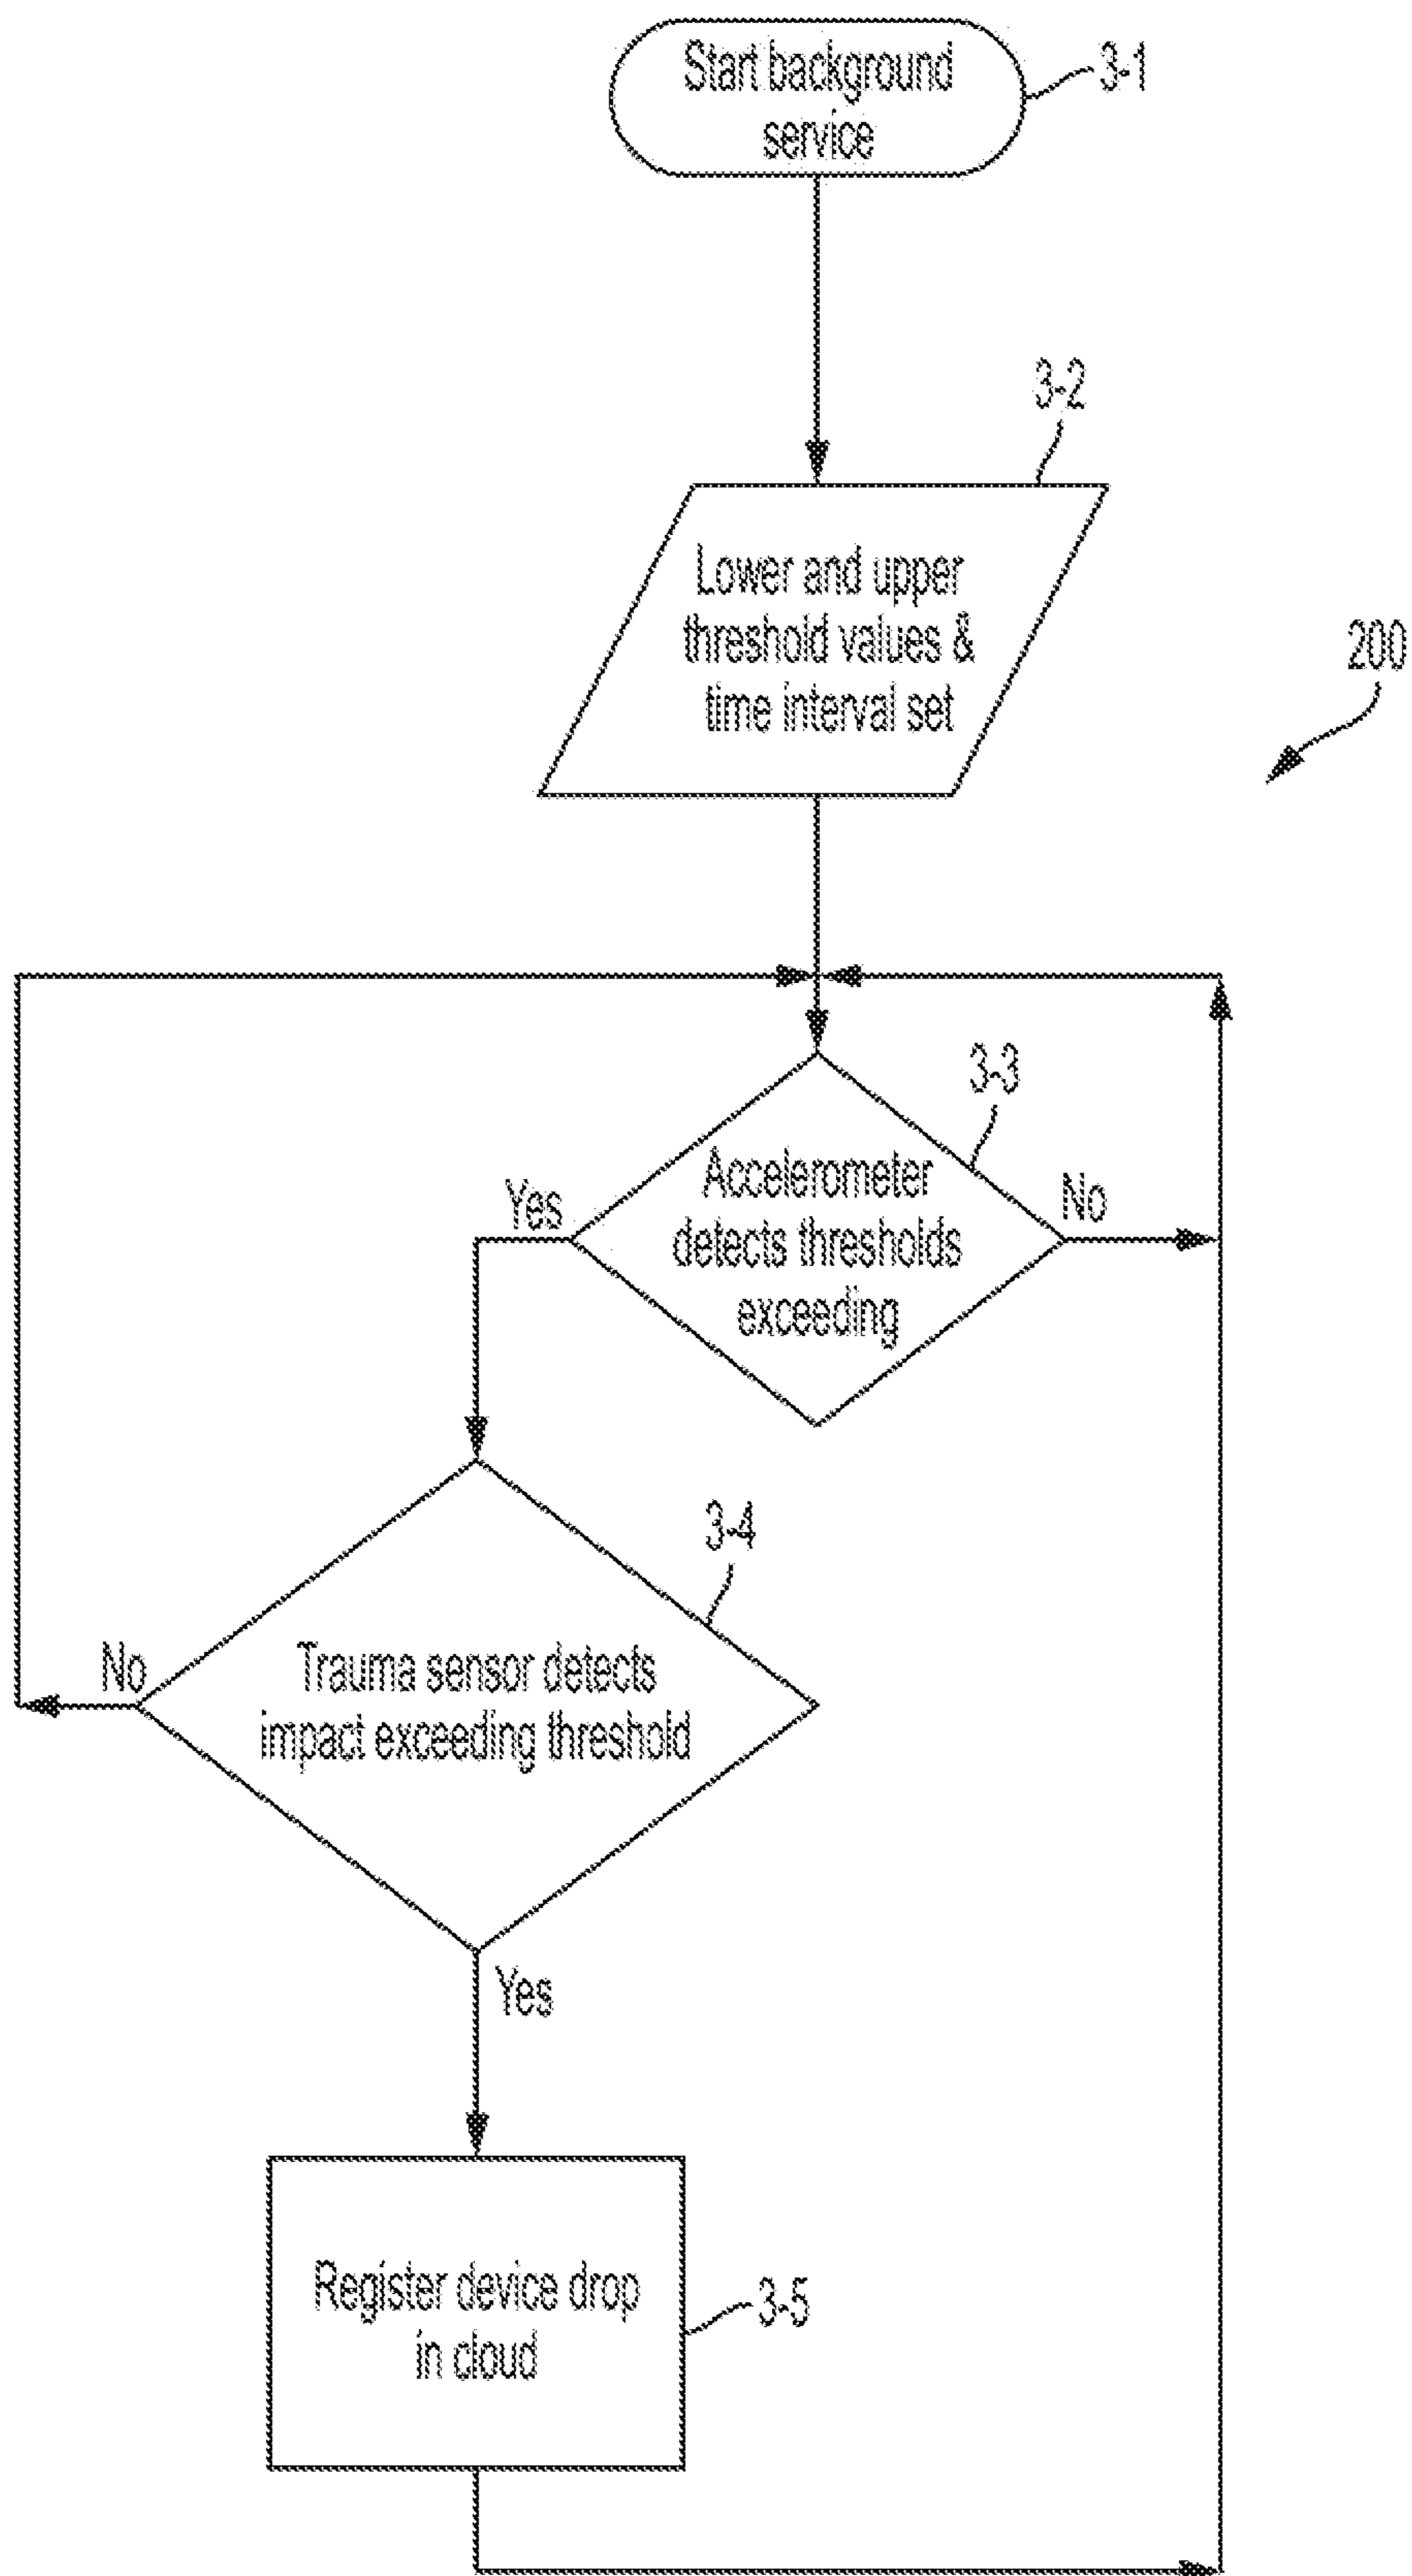 Start background
service
3-1
3-2
Lower and upper
threshold values &
time interval set
200
3-3
Accelerometer
detects thresholds
exceeding
Yes
No
3-4
Trauma sensor detects
impact exceeding threshold
No
Yes
Register device drop
in cloud
3-5